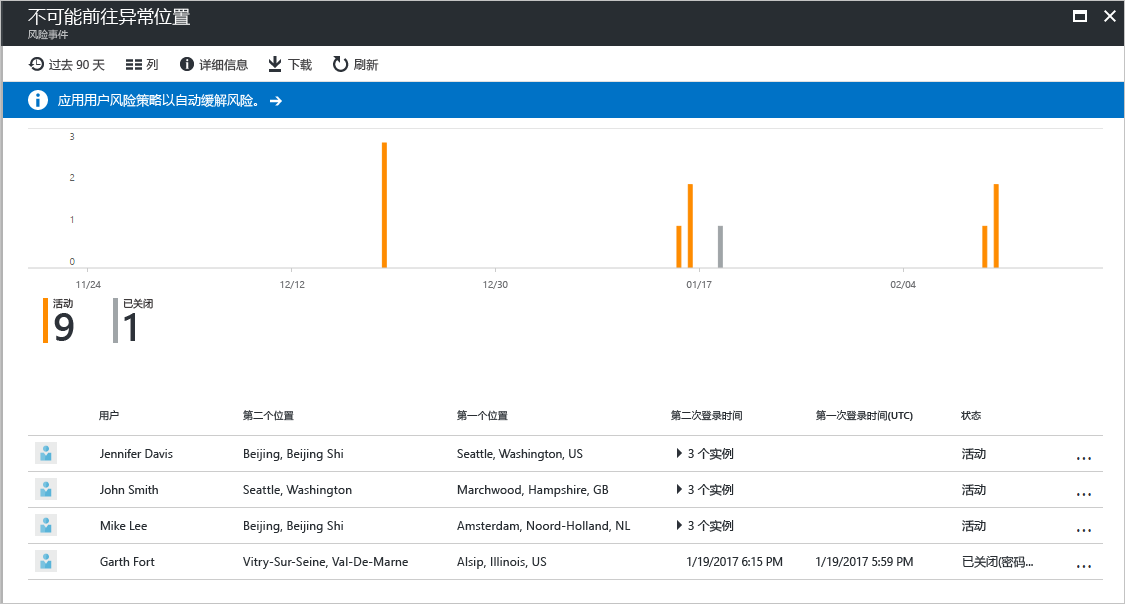 不可能前往异常位置
风险事件
过去 90 天 列 详细信息 下载 刷新
应用用户风险策略以自动缓解风险。
3
2
1
0
11/24 12/12 12/30 01/17 02/04
活动 已关闭
9 1
用户 第二个位置 第一个位置 第二次登录时间 第一次登录时间(UTC) 状态
Jennifer Davis Beijing, Beijing Shi Seattle, Washington, US 3 个实例 活动 ...
John Smith Seattle, Washington Marchwood, Hampshire, GB 3 个实例 活动 ...
Mike Lee Beijing, Beijing Shi Amsterdam, Noord-Holland, NL 3 个实例 活动 ...
Garth Fort Vitry-Sur-Seine, Val-De-Marne Alsip, Illinois, US 1/19/2017 6:15 PM 1/19/2017 5:59 PM 已关闭(密码... ...